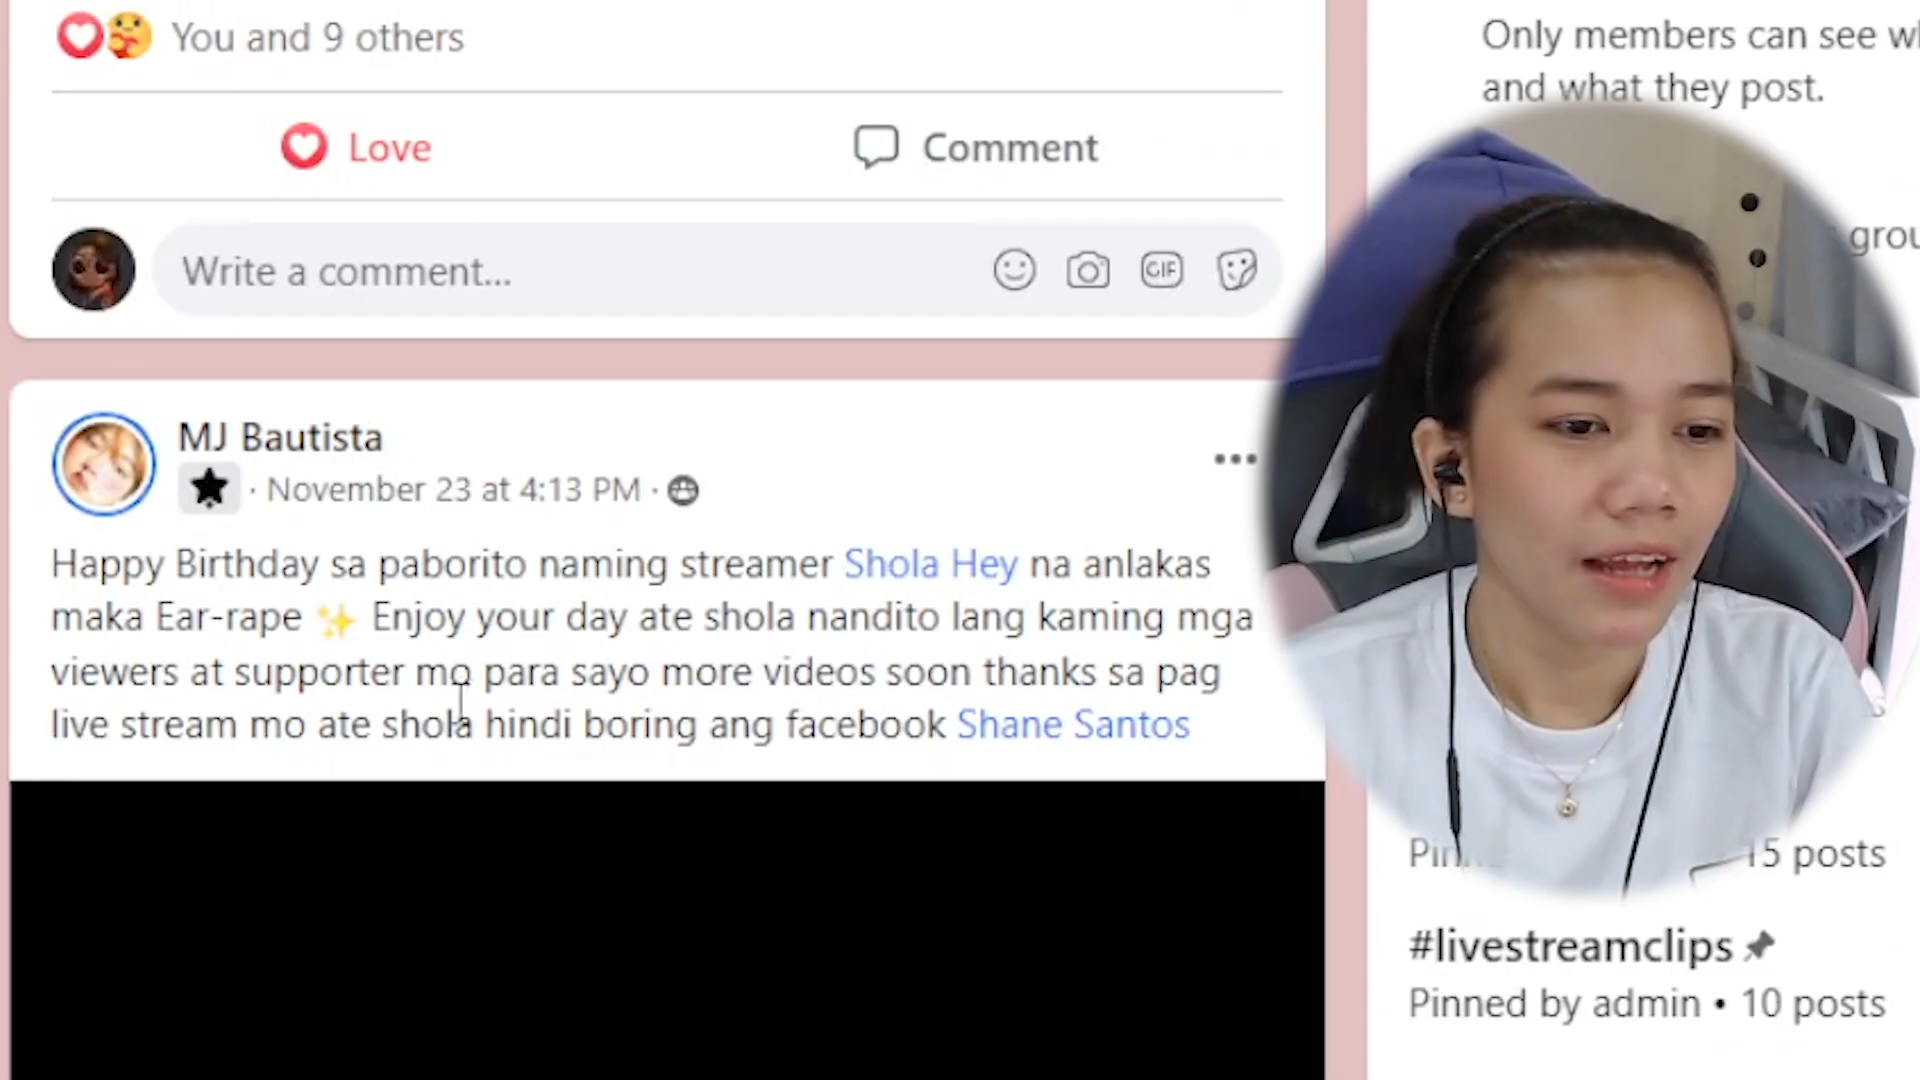 You and 9 others
Love
Comment
Write a comment...
GIF
MJ Bautista
· November 23 at 4:13 PM ·
Happy Birthday sa paborito naming streamer Shola Hey na anlakas
maka Ear-rape ✨ Enjoy your day ate shola nandito lang kaming mga
viewers at supporter mo para sayo more videos soon thanks sa pag
live stream mo ate shola hindi boring ang facebook Shane Santos
Only members can see
and what they post.
15 posts
#livestreamclips
Pinned by admin • 10 posts